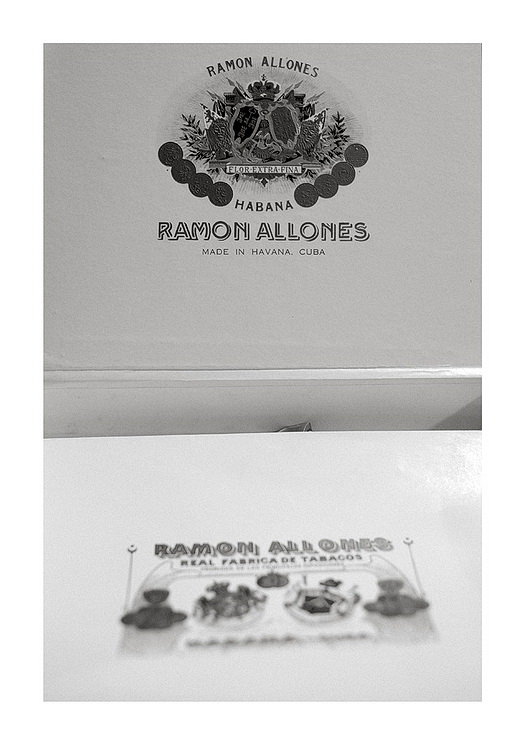 RAMON ALLONES
FLOR·EXTRA·FINA
HABANA
RAMON ALLONES
MADE IN HAVANA, CUBA
RAMON ALLONES
REAL FABRICA DE TABACOS